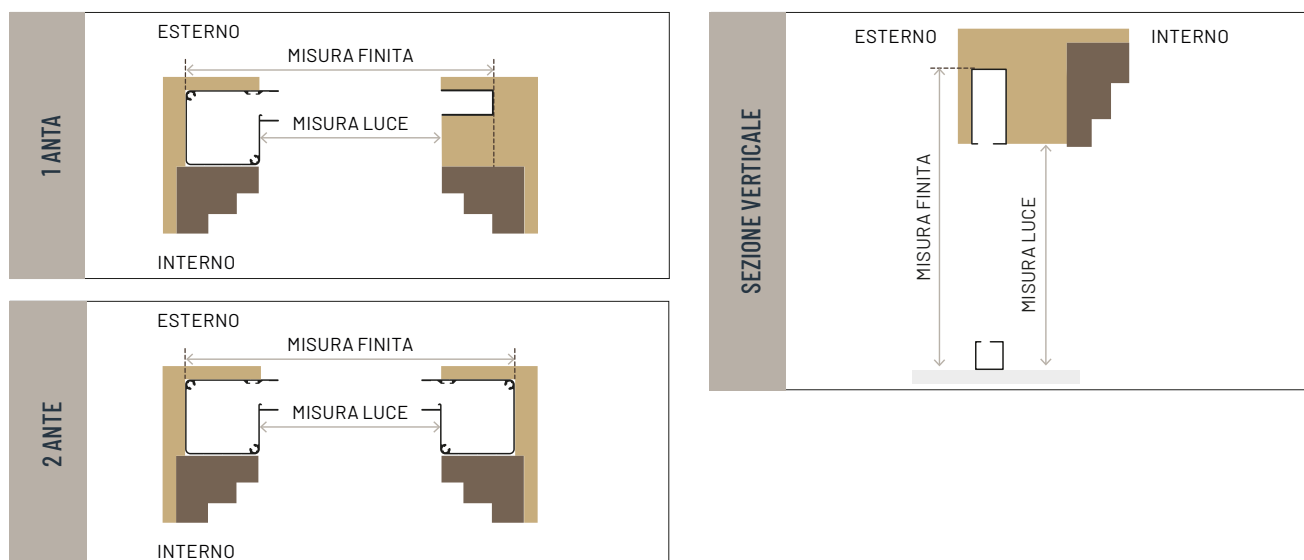 1 ANTA
ESTERNO
MISURA FINITA
MISURA LUCE
INTERNO
2 ANTE
ESTERNO
MISURA FINITA
MISURA LUCE
INTERNO
SEZIONE VERTICALE
ESTERNO
INTERNO
MISURA FINITA
MISURA LUCE